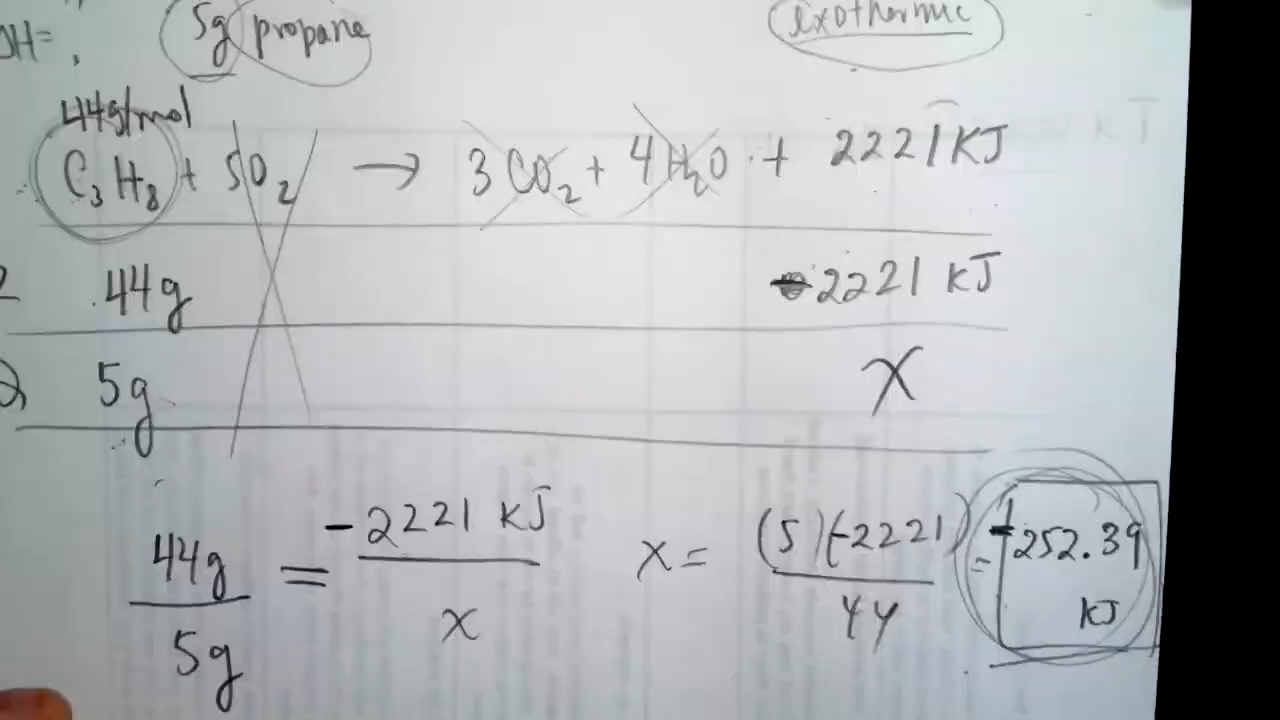 ΔH= 5g propane exothermic
44g/mol
C₃H₈ + 5O₂ → 3CO₂ + 4H₂O + 2221 KJ
44g 2221 KJ
2 5g X
44g/5g = -2221 KJ/x x = (5)(-2221)/44 = -252.39 KJ